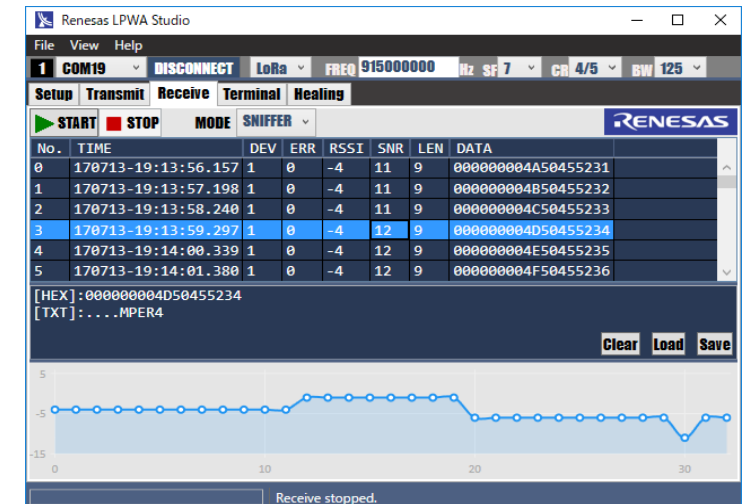 Renesas LPWA Studio
File View Help
1 COM19 DISCONNECT LoRa FREQ 915000000 Hz SF 7 CR 4/5 BW 125
Setup Transmit Receive Terminal Healing
START STOP MODE SNIFFER RENESAS
No. TIME DEV ERR RSSI SNR LEN DATA
0 170713-19:13:56.157 1 0 -4 11 9 000000004A50455231
1 170713-19:13:57.198 1 0 -4 11 9 000000004B50455232
2 170713-19:13:58.240 1 0 -4 11 9 000000004C50455233
3 170713-19:13:59.297 1 0 -4 12 9 000000004D50455234
4 170713-19:14:00.339 1 0 -4 12 9 000000004E50455235
5 170713-19:14:01.380 1 0 -4 12 9 000000004F50455236
[HEX]:000000004D50455234
[TXT]:....MPER4
Clear Load Save
5
-5
-15
0 10 20 30
Receive stopped.